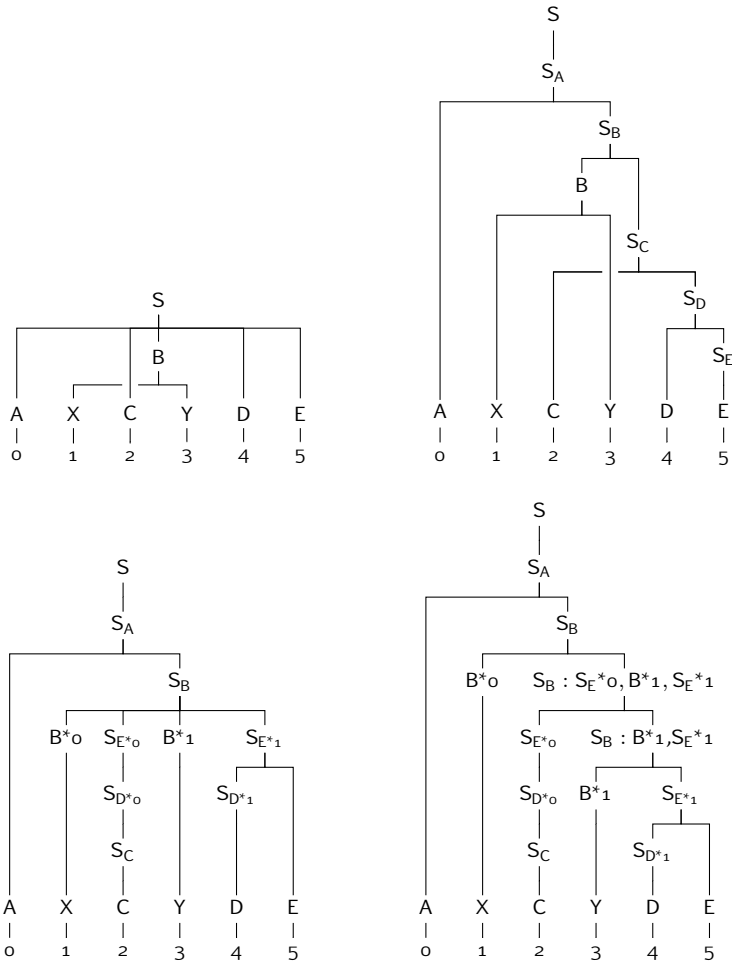 S
B
A X C Y D E
0 1 2 3 4 5
S
S_A
S_B
B
S_C
S_D
S_E
A X C Y D E
0 1 2 3 4 5
S
S_A
S_B
B*0 S_E*0 B*1 S_E*1
S_D*0 S_D*1
S_C
A X C Y D E
0 1 2 3 4 5
S
S_A
S_B
B*0 S_B : S_E*0, B*1, S_E*1
S_E*0 S_B : B*1,S_E*1
S_D*0 B*1 S_E*1
S_C S_D*1
A X C Y D E
0 1 2 3 4 5